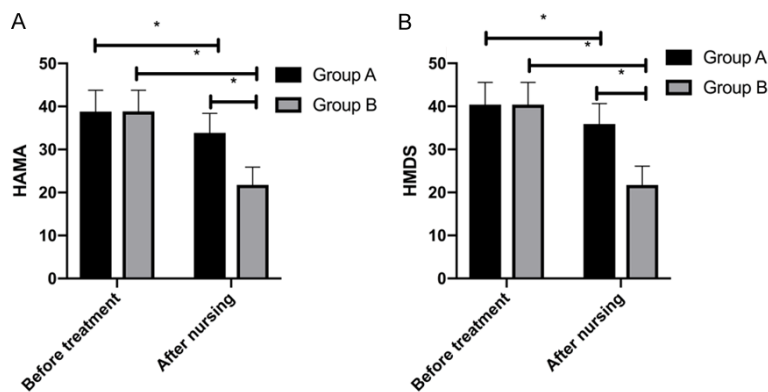 A
*
*
*
HAMA
50
40
30
20
10
0
Group A
Group B
Before treatment
After nursing
B
*
*
*
HMDS
50
40
30
20
10
0
Group A
Group B
Before treatment
After nursing